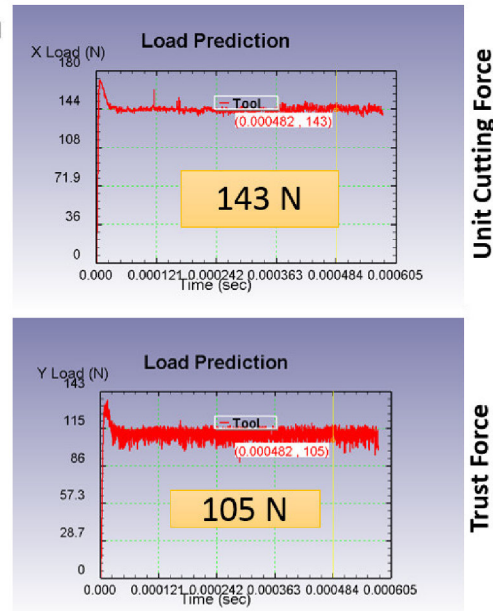 Load Prediction
X Load (N)
180
144
108
71.9
36
0
Tool
(0.000482 , 143)
143 N
0.000 0.000121 0.000242 0.000363 0.000484 0.000605
Time (sec)
Unit Cutting Force
Load Prediction
Y Load (N)
143
115
86
57.3
28.7
0
Tool
(0.000482 , 105)
105 N
0.000 0.000121 0.000242 0.000363 0.000484 0.000605
Time (sec)
Trust Force